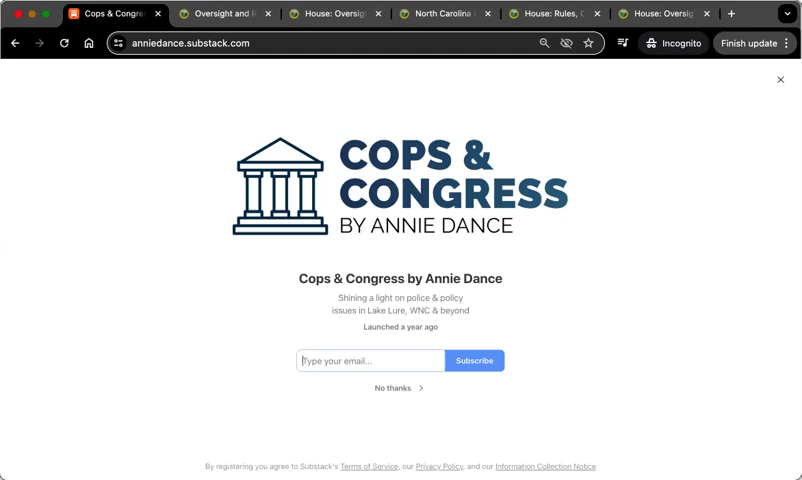 Cops & Congre
Oversight and R
House: Oversig
North Carolina
House: Rules, C
House: Oversig
anniedance.substack.com
Incognito
Finish update
COPS &
CONGRESS
BY ANNIE DANCE
Cops & Congress by Annie Dance
Shining a light on police & policy
issues in Lake Lure, WNC & beyond
Launched a year ago
Type your email...
Subscribe
No thanks
By registering you agree to Substack's Terms of Service, our Privacy Policy, and our Information Collection Notice